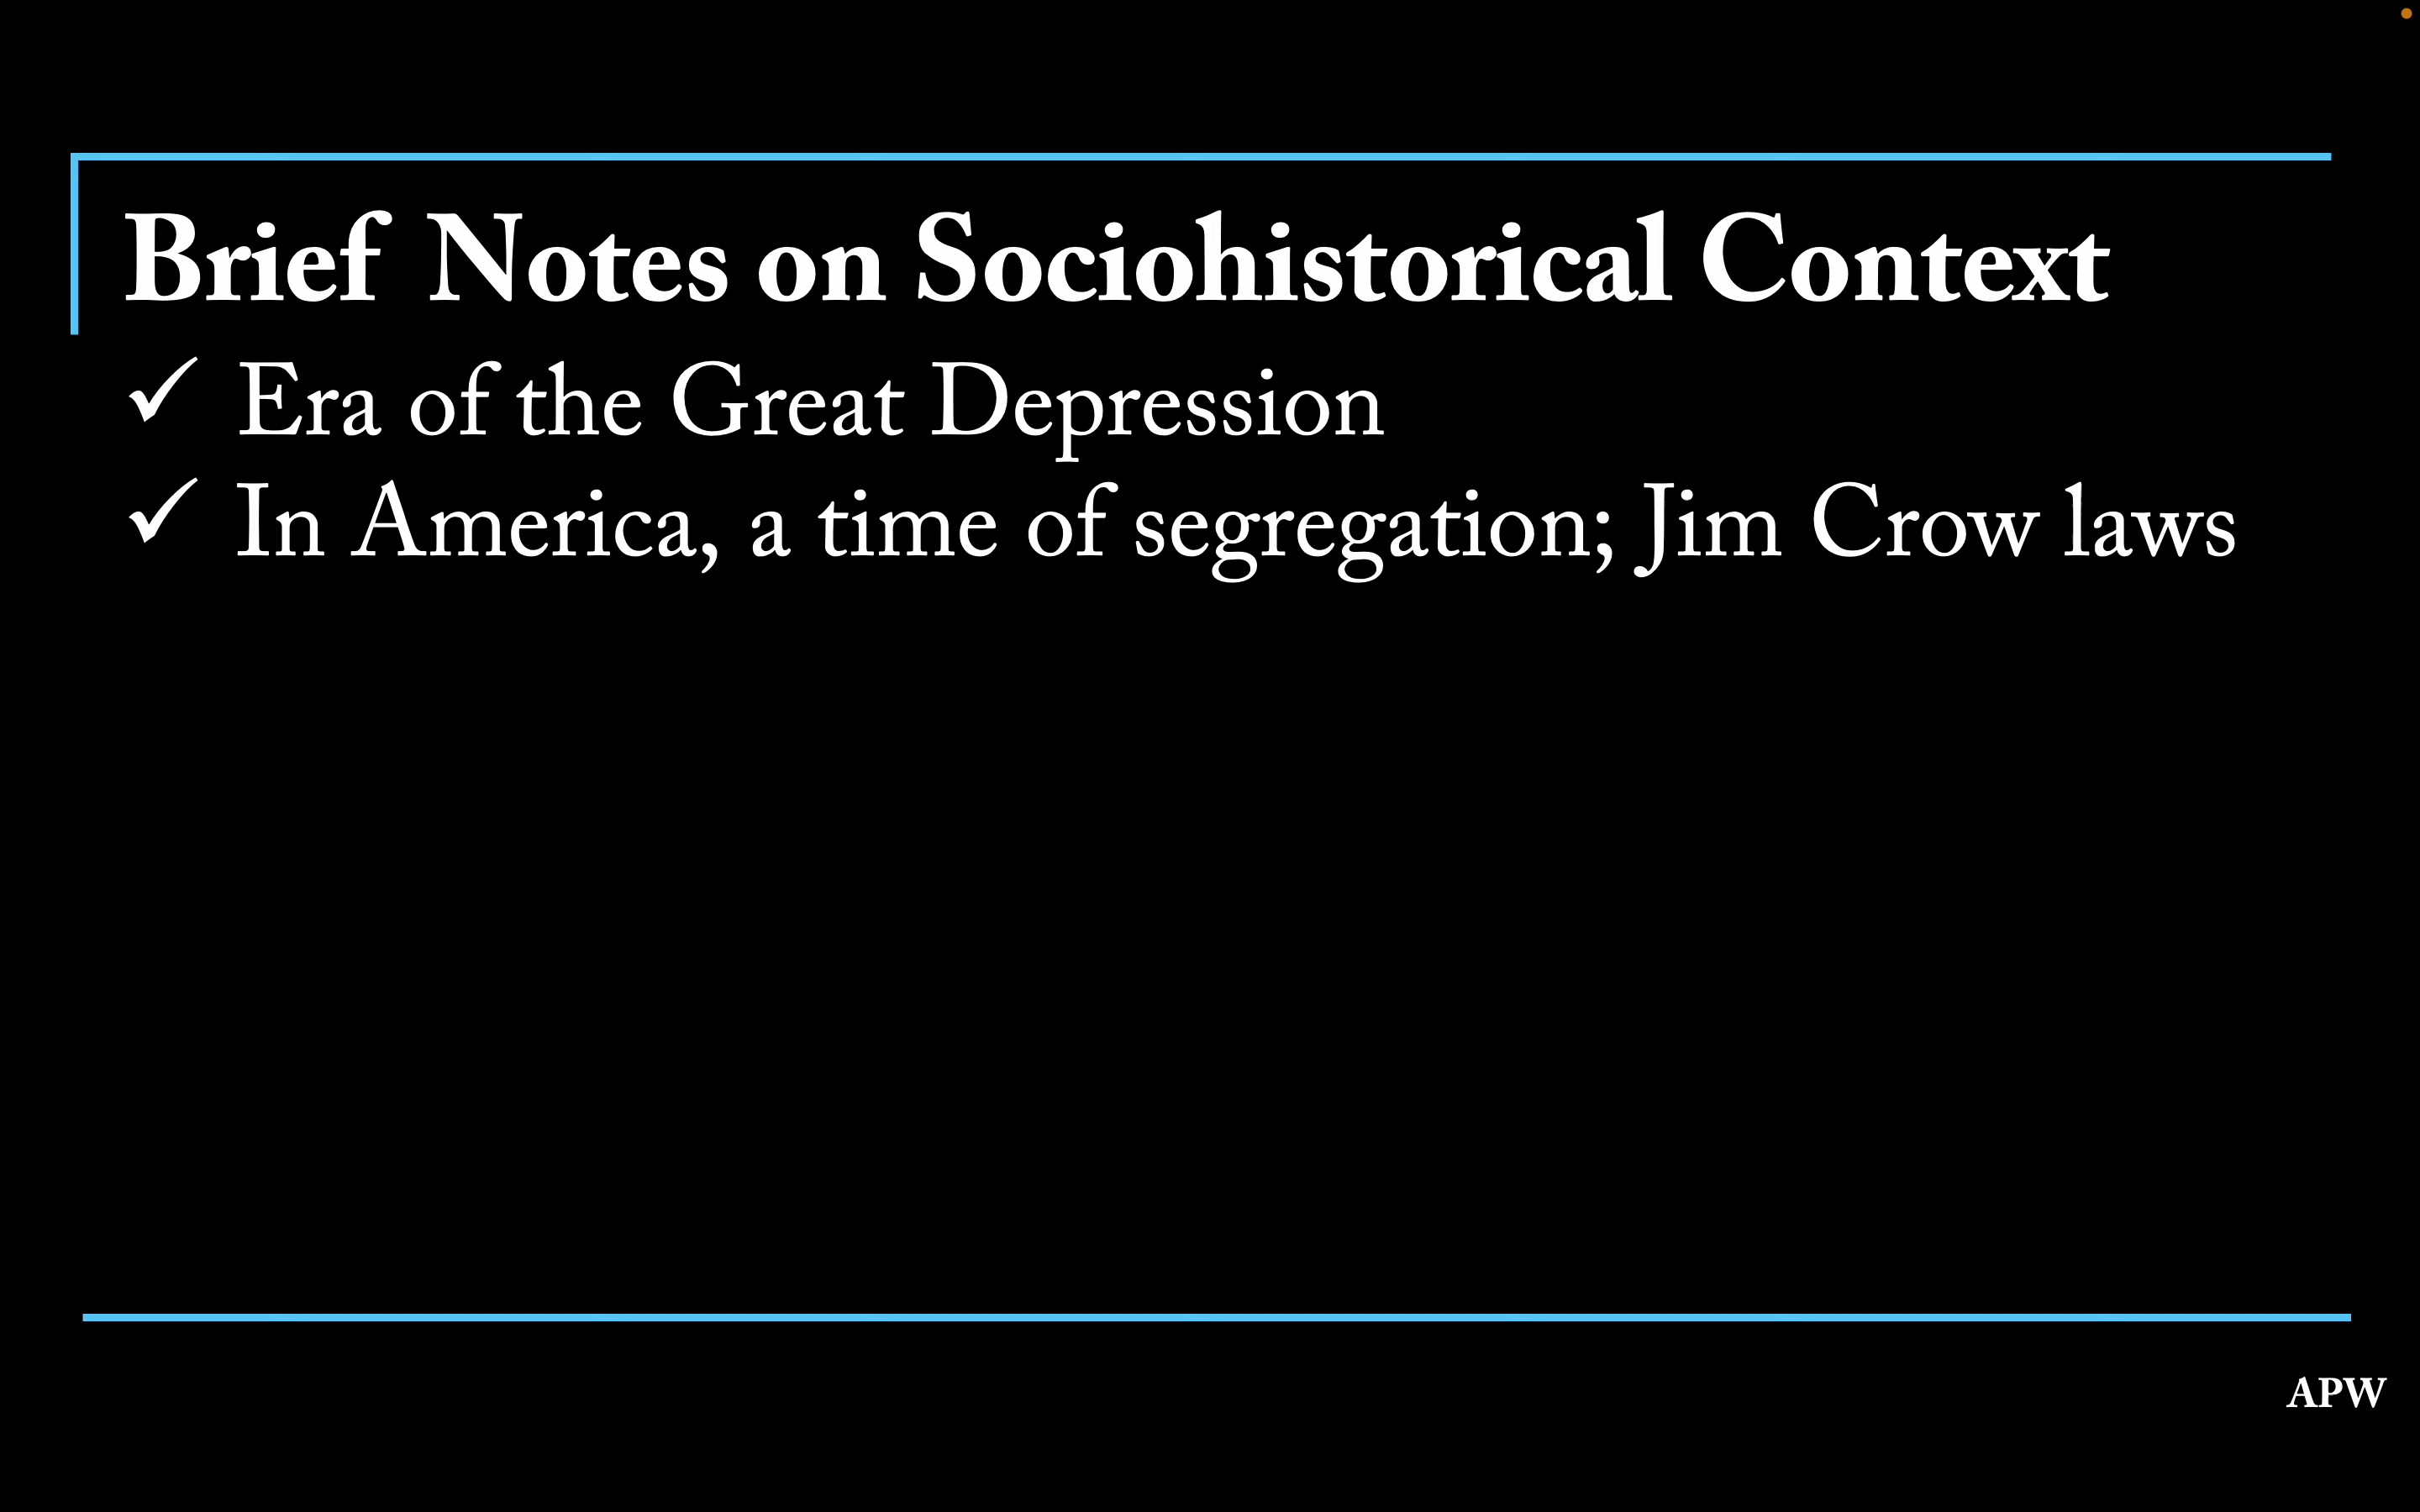 Brief Notes on Sociohistorical Context
✓ Era of the Great Depression
✓ In America, a time of segregation; Jim Crow laws
APW